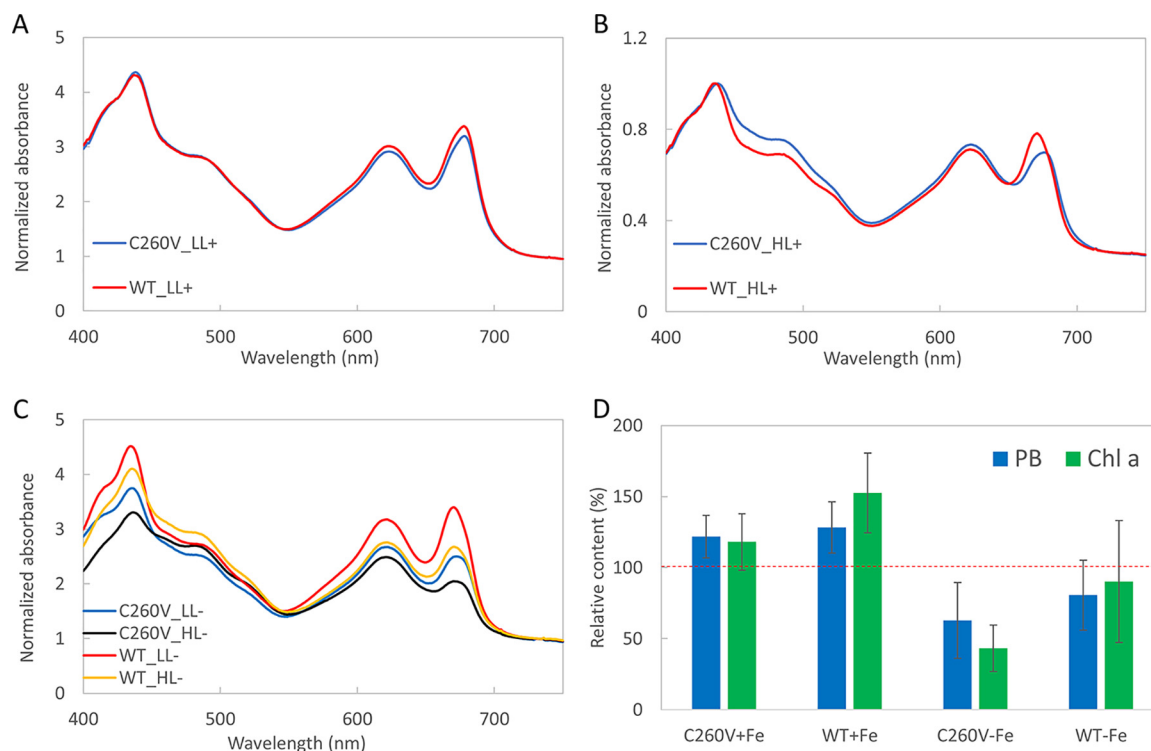 A
Normalized absorbance
5
4
3
2
1
0
C260V_LL+
WT_LL+
400
500
600
700
Wavelength (nm)
B
Normalized absorbance
1.2
0.8
0.4
0
C260V_HL+
WT_HL+
400
500
600
700
Wavelength (nm)
C
Normalized absorbance
5
4
3
2
1
0
C260V_LL-
C260V_HL-
WT_LL-
WT_HL-
400
500
600
700
Wavelength (nm)
D
Relative content (%)
200
150
100
50
0
PB Chl a
C260V+Fe WT+Fe C260V-Fe WT-Fe